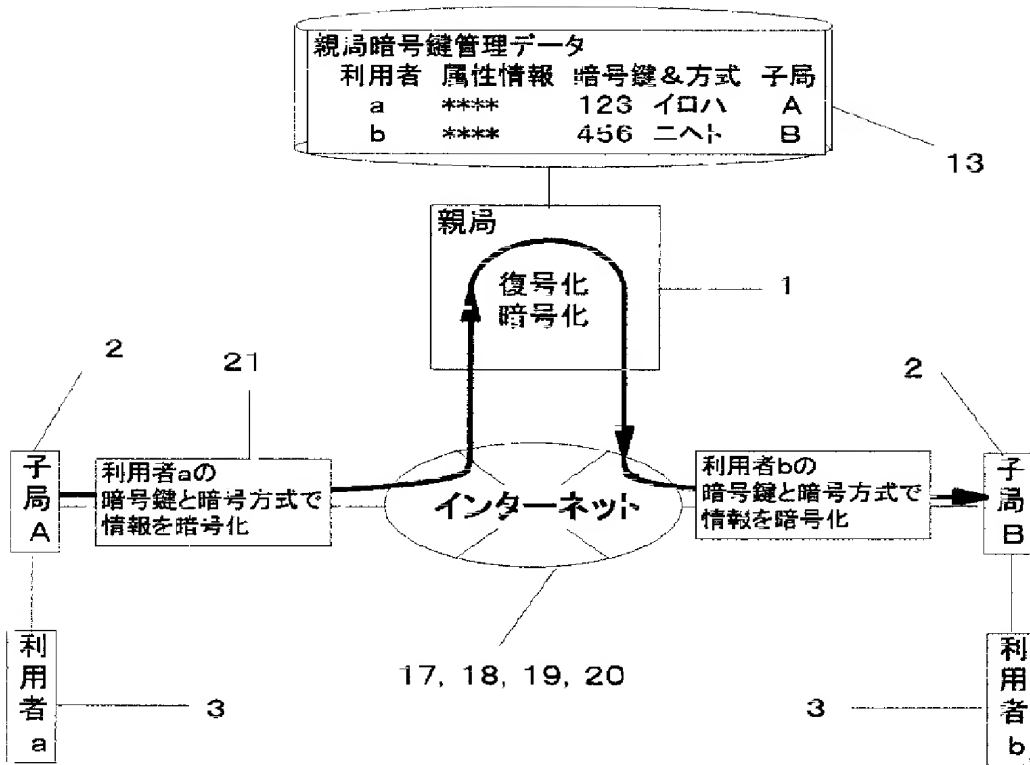 親局暗号鍵管理データ
利用者 属性情報 暗号鍵&方式 子局
a **** 123 イロハ A
b **** 456 ニヘト B
13
親局
復号化
暗号化
1
2
21
2
子局A
利用者aの
暗号鍵と暗号方式で
情報を暗号化
インターネット
利用者bの
暗号鍵と暗号方式で
情報を暗号化
子局B
17, 18, 19, 20
利用者a
3
3
利用者b